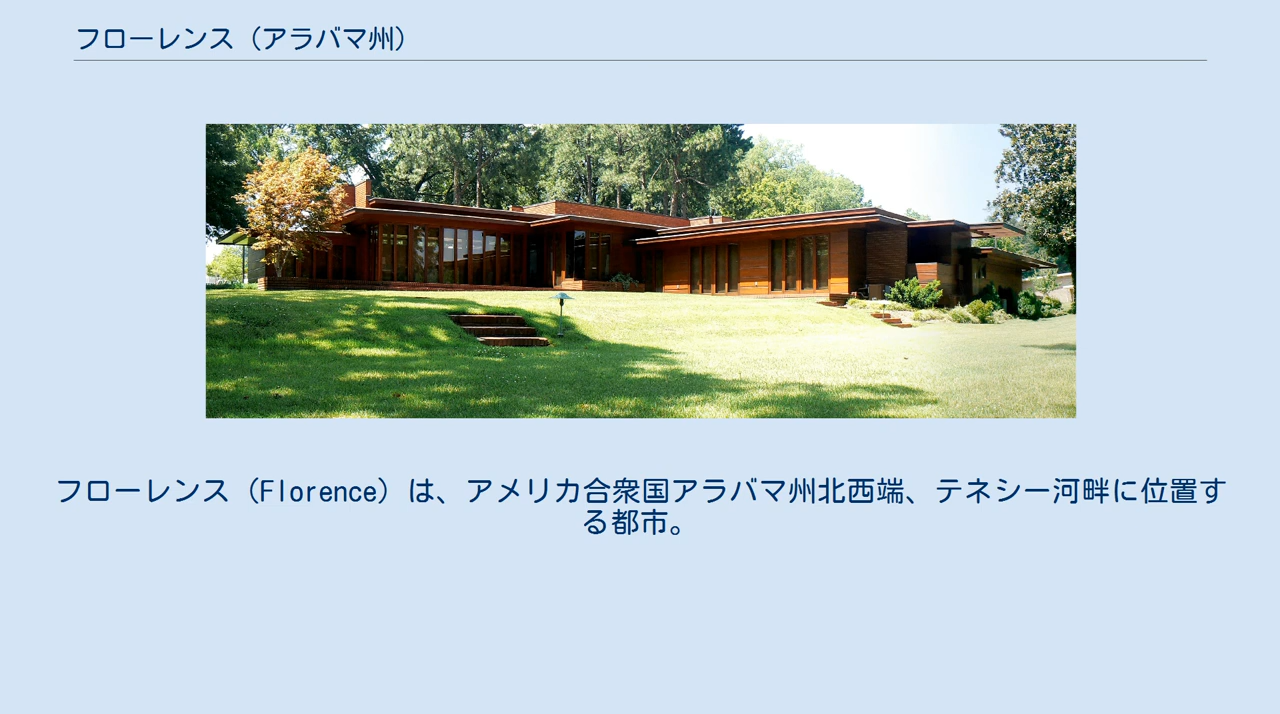 フローレンス（アラバマ州）
フローレンス（Florence）は、アメリカ合衆国アラバマ州北西端、テネシー河畔に位置す
る都市。